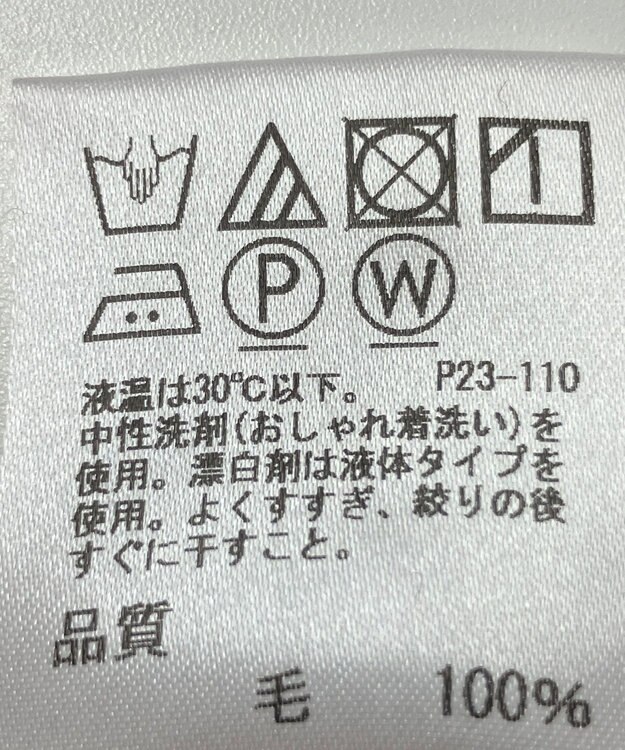 P W
液温は30℃以下。 P23-110
中性洗剤(おしゃれ着洗い)を
使用。漂白剤は液体タイプを
使用。よくすすぎ、絞りの後
すぐに干すこと。
品質
毛 100%